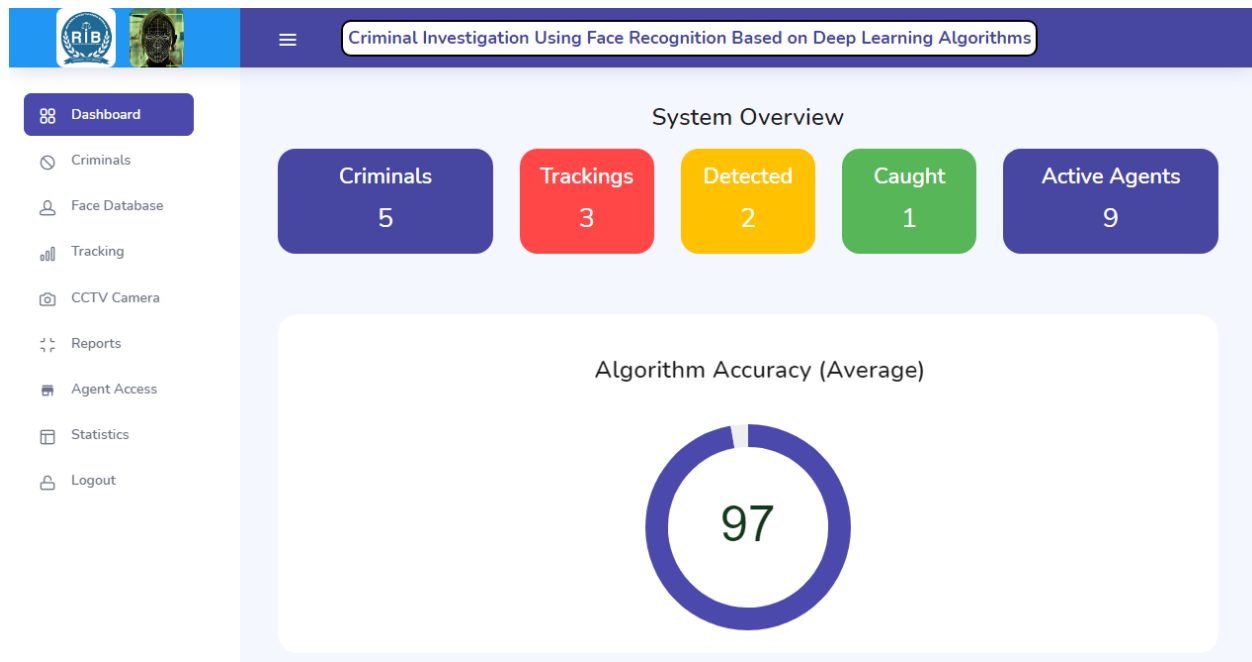 RIB
Criminal Investigation Using Face Recognition Based on Deep Learning Algorithms
Dashboard
Criminals
Face Database
Tracking
CCTV Camera
Reports
Agent Access
Statistics
Logout
System Overview
Criminals
5
Trackings
3
Detected
2
Caught
1
Active Agents
9
Algorithm Accuracy (Average)
97